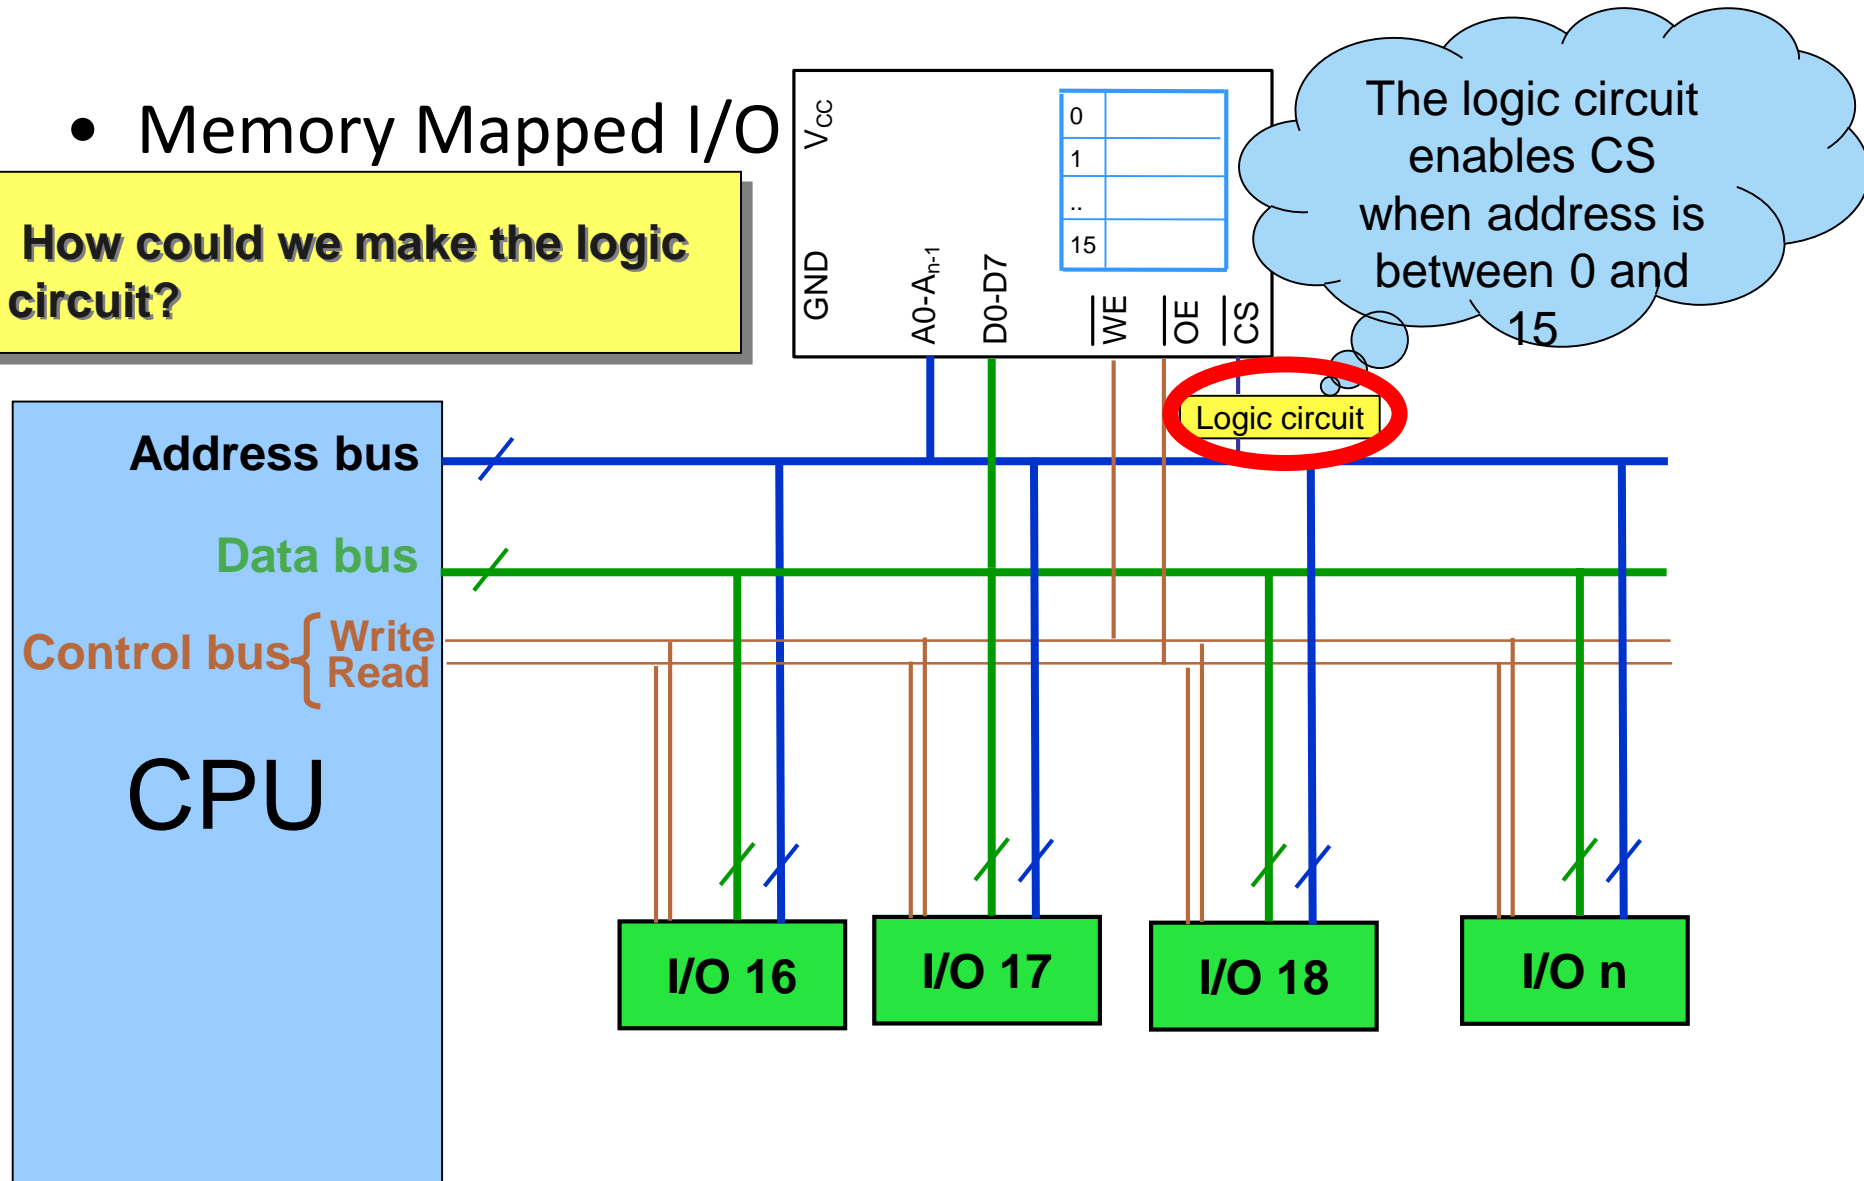 • Memory Mapped I/O
How could we make the logic
circuit?
VCC
GND
A0-An-1
D0-D7
0
1
..
15
WE
OE
CS
The logic circuit
enables CS
when address is
between 0 and
15
Logic circuit
Address bus
Data bus
Control bus
Write
Read
CPU
I/O 16
I/O 17
I/O 18
I/O n